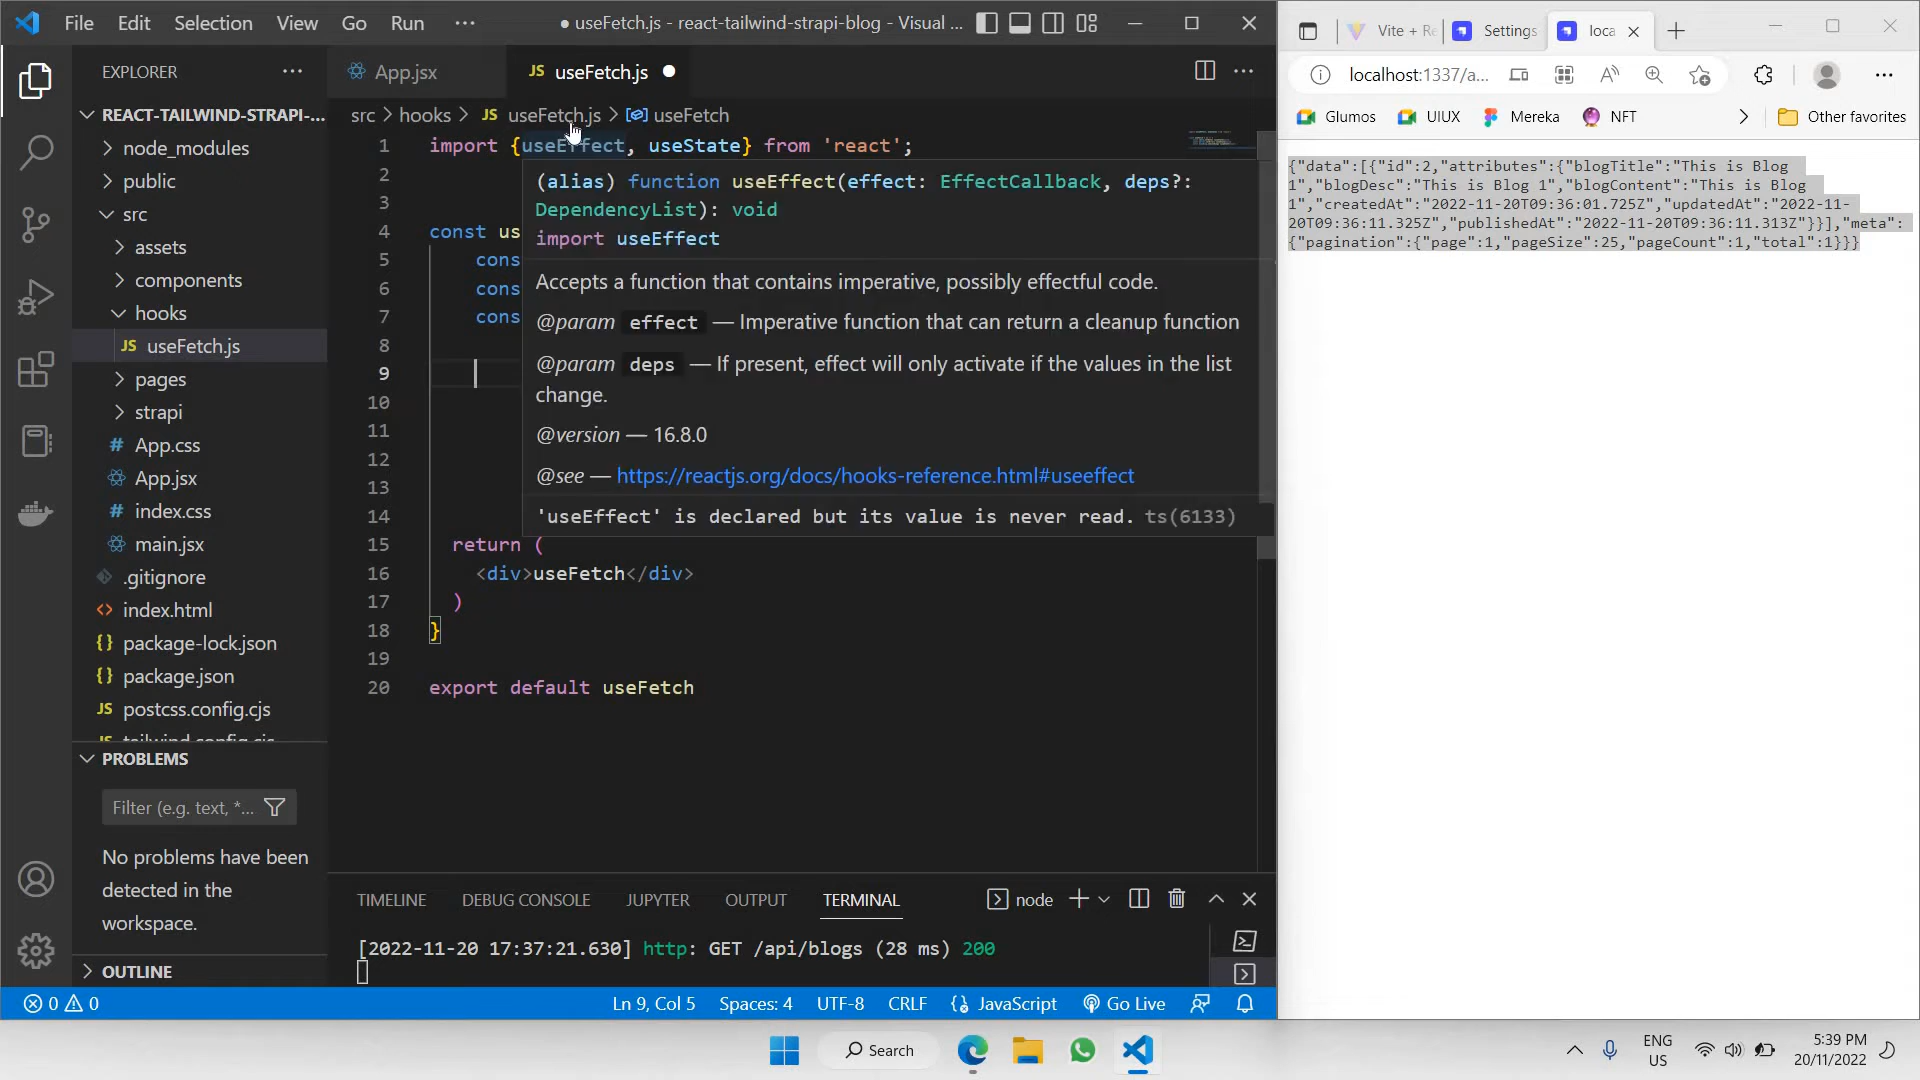 File Edit Selection View Go Run ··· ● useFetch.js - react-tailwind-strapi-blog - Visual ...
EXPLORER ···
REACT-TAILWIND-STRAPI-...
node_modules
public
src
assets
components
hooks
JS useFetch.js
pages
strapi
# App.css
App.jsx
# index.css
main.jsx
.gitignore
<> index.html
{} package-lock.json
{} package.json
JS postcss.config.cjs
JS tailwind.config.cjs
PROBLEMS
Filter (e.g. text, *...
No problems have been
detected in the
workspace.
OUTLINE
App.jsx JS useFetch.js ●
src > hooks > JS useFetch.js > useFetch
1 import {useEffect, useState} from 'react';
2
3
4 const us
5 cons
6 cons
7 cons
8
9
10
11
12
13
14
15 return (
16 <div>useFetch</div>
17 )
18 }
19
20 export default useFetch
(alias) function useEffect(effect: EffectCallback, deps?:
DependencyList): void
import useEffect
Accepts a function that contains imperative, possibly effectful code.
@param effect — Imperative function that can return a cleanup function
@param deps — If present, effect will only activate if the values in the list
change.
@version — 16.8.0
@see — https://reactjs.org/docs/hooks-reference.html#useeffect
'useEffect' is declared but its value is never read. ts(6133)
TIMELINE DEBUG CONSOLE JUPYTER OUTPUT TERMINAL node
[2022-11-20 17:37:21.630] http: GET /api/blogs (28 ms) 200
0 0 Ln 9, Col 5 Spaces: 4 UTF-8 CRLF {} JavaScript Go Live
Vite + Re Settings loca
localhost:1337/a...
Glumos UIUX Mereka NFT Other favorites
{"data":[{"id":2,"attributes":{"blogTitle":"This is Blog
1","blogDesc":"This is Blog 1","blogContent":"This is Blog
1","createdAt":"2022-11-20T09:36:01.725Z","updatedAt":"2022-11-
20T09:36:11.325Z","publishedAt":"2022-11-20T09:36:11.313Z"}}],"meta":
{"pagination":{"page":1,"pageSize":25,"pageCount":1,"total":1}}}
Search
ENG
US
5:39 PM
20/11/2022